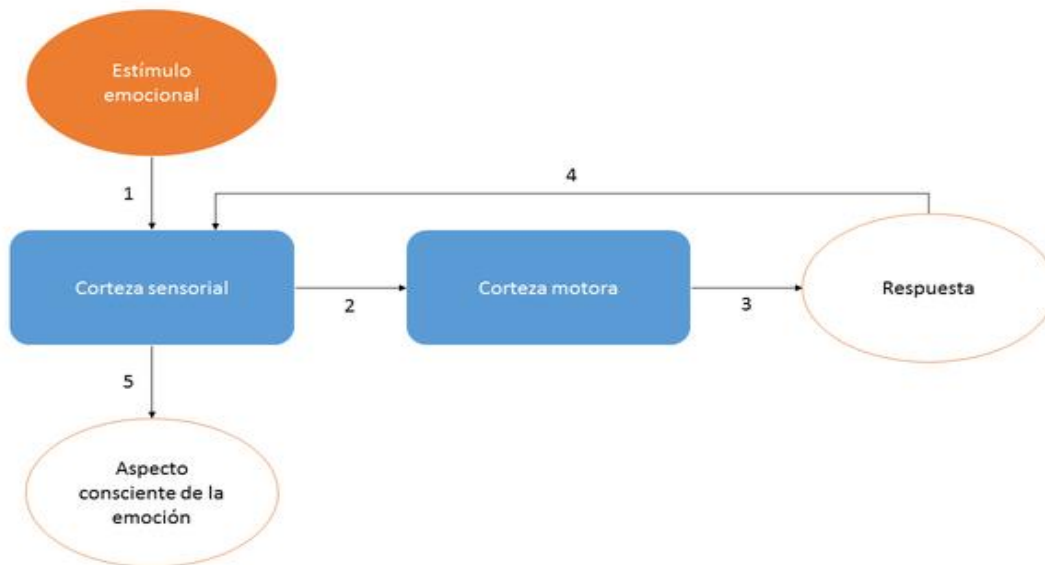 Estímulo
emocional
1
4
Corteza sensorial
2
Corteza motora
3
Respuesta
5
Aspecto
consciente de la
emoción